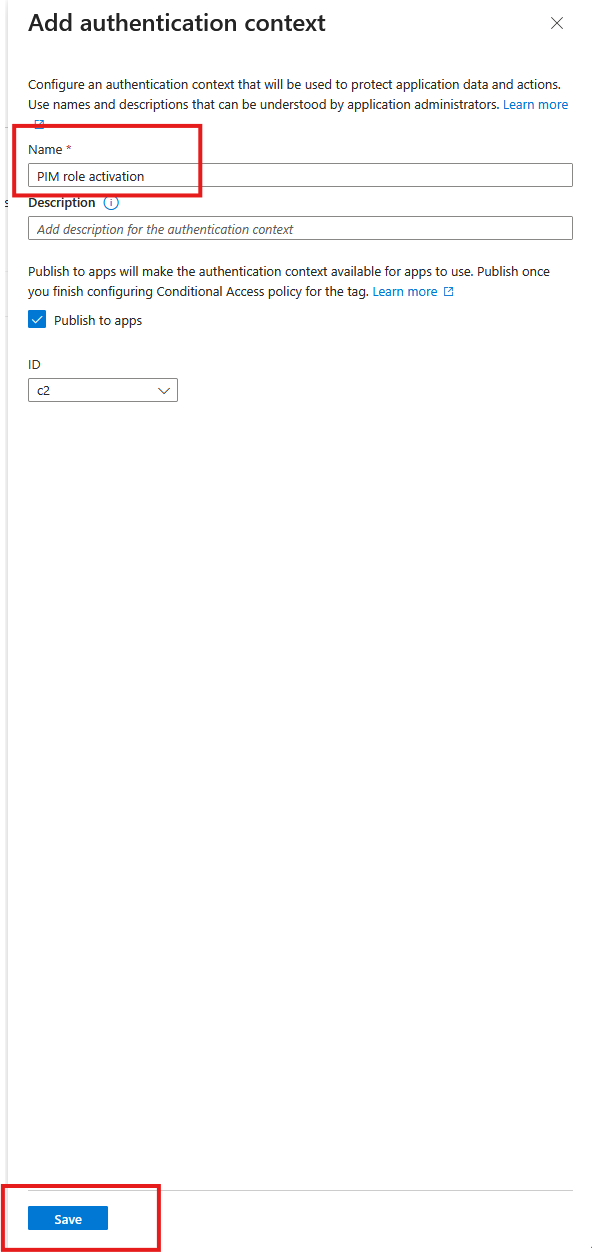 Add authentication context
Configure an authentication context that will be used to protect application data and actions.
Use names and descriptions that can be understood by application administrators. Learn more
Name *
PIM role activation
Description
Add description for the authentication context
Publish to apps will make the authentication context available for apps to use. Publish once
you finish configuring Conditional Access policy for the tag. Learn more
Publish to apps
ID
c2
Save